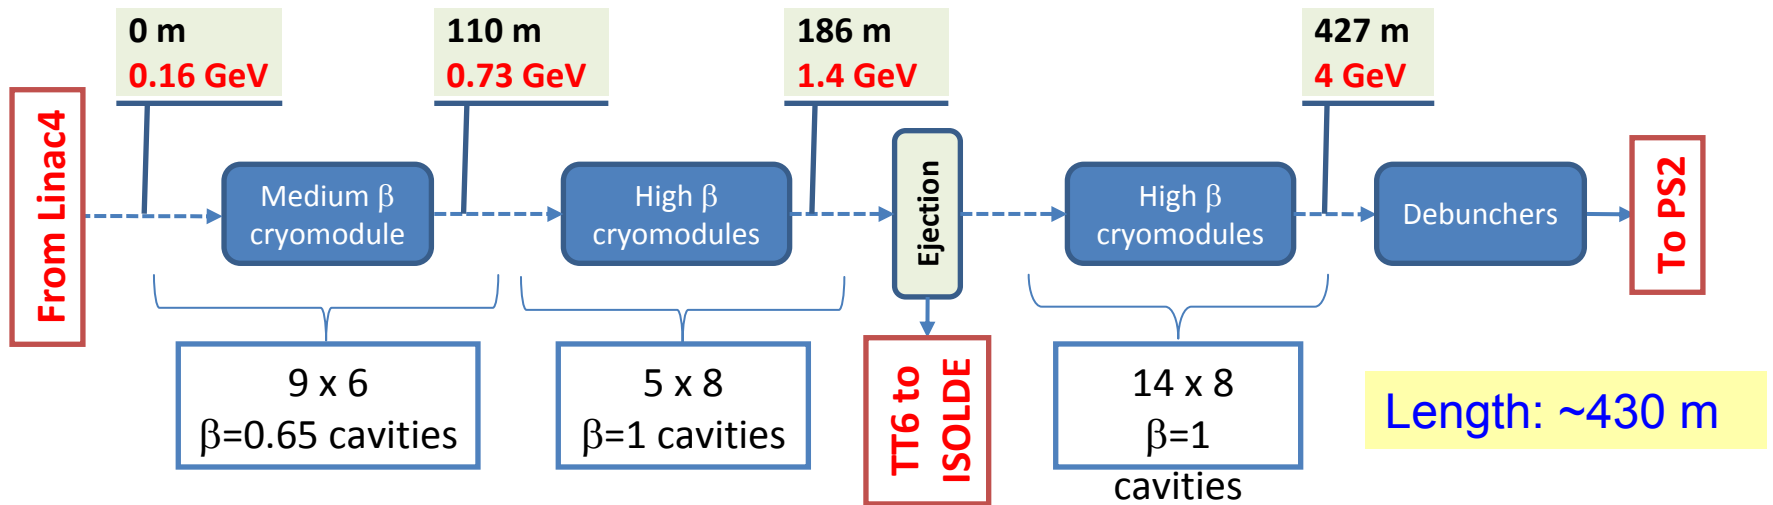 0 m
0.16 GeV
110 m
0.73 GeV
186 m
1.4 GeV
427 m
4 GeV
From Linac4
Medium β
cryomodule
High β
cryomodules
Ejection
High β
cryomodules
Debunchers
To PS2
9 x 6
β=0.65 cavities
5 x 8
β=1 cavities
TT6 to
ISOLDE
14 x 8
β=1
cavities
Length: ~430 m